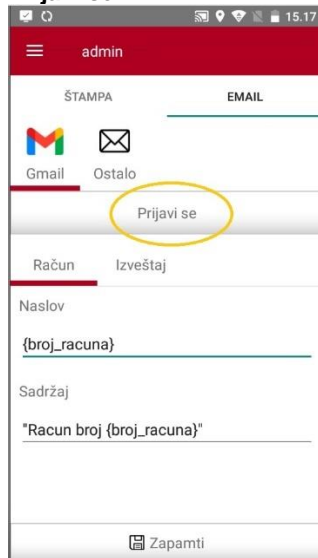 15.17
admin
ŠTAMPA EMAIL
Gmail Ostalo
Prijavi se
Račun Izveštaj
Naslov
{broj_racuna}
Sadržaj
"Racun broj {broj_racuna}"
Zapamti